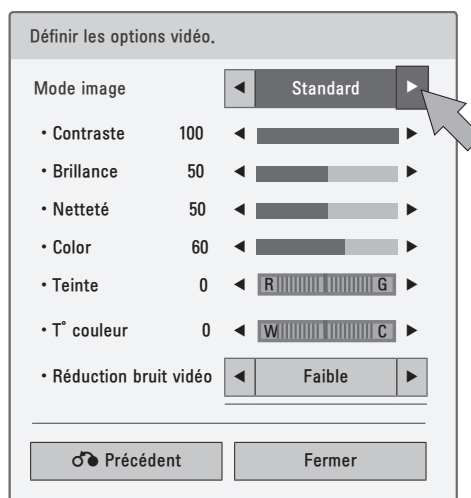 Définir les options vidéo.
Mode image ◄ Standard ►
• Contraste 100 ◄ ►
• Brillance 50 ◄ ►
• Netteté 50 ◄ ►
• Color 60 ◄ ►
• Teinte 0 ◄ R G ►
• T° couleur 0 ◄ W C ►
• Réduction bruit vidéo ◄ Faible ►
Précédent Fermer